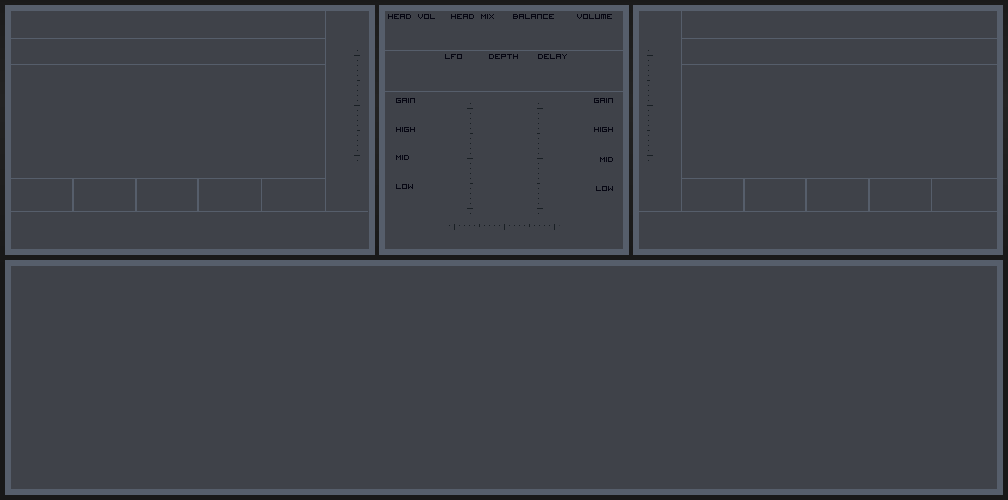 HEAD VOL HEAD MIX BALANCE VOLUME
LFO DEPTH DELAY
GAIN GAIN
HIGH HIGH
MID MID
LOW LOW